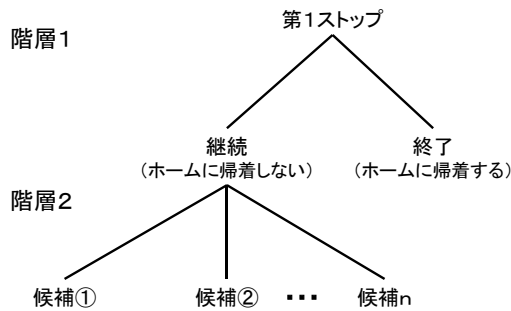 第1ストップ
階層1
継続 終了
(ホームに帰着しない) (ホームに帰着する)
階層2
候補① 候補② ・・・ 候補n